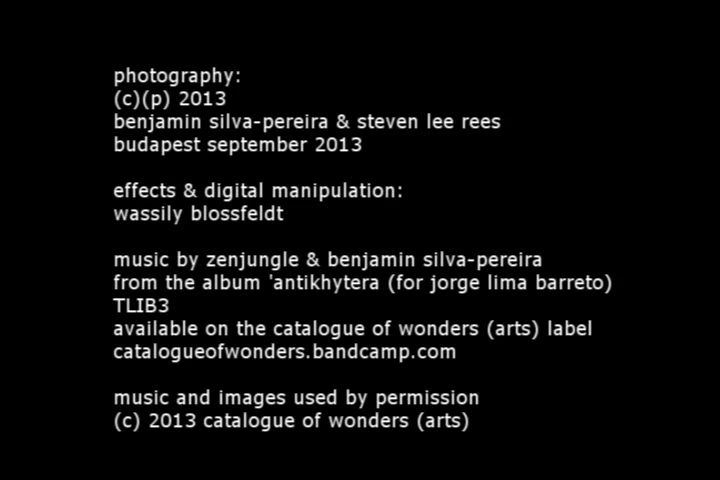 photography:
(c)(p) 2013
benjamin silva-pereira & steven lee rees
budapest september 2013
effects & digital manipulation:
wassily blossfeldt
music by zenjungle & benjamin silva-pereira
from the album 'antikhytera (for jorge lima barreto)
TLIB3
available on the catalogue of wonders (arts) label
catalogueofwonders.bandcamp.com
music and images used by permission
(c) 2013 catalogue of wonders (arts)